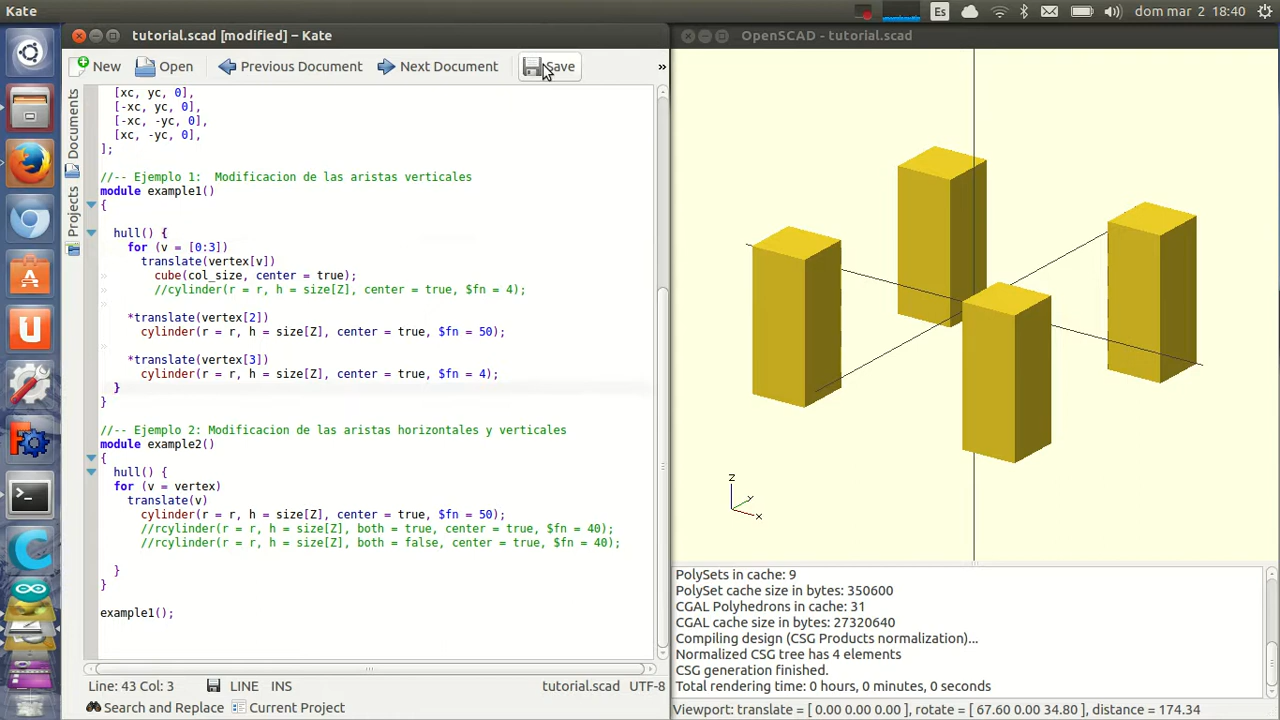 Kate
Es
dom mar 2 18:40
tutorial.scad [modified] – Kate
OpenSCAD - tutorial.scad
New
Open
Previous Document
Next Document
Save
»
Documents
Projects
[xc, yc, 0],
[-xc, yc, 0],
[-xc, -yc, 0],
[xc, -yc, 0],
];
//-- Ejemplo 1:  Modificacion de las aristas verticales
module example1()
{
hull() {
for (v = [0:3])
translate(vertex[v])
cube(col_size, center = true);
//cylinder(r = r, h = size[Z], center = true, $fn = 4);
*translate(vertex[2])
cylinder(r = r, h = size[Z], center = true, $fn = 50);
*translate(vertex[3])
cylinder(r = r, h = size[Z], center = true, $fn = 4);
}
}
//-- Ejemplo 2: Modificacion de las aristas horizontales y verticales
module example2()
{
hull() {
for (v = vertex)
translate(v)
cylinder(r = r, h = size[Z], center = true, $fn = 50);
//rcylinder(r = r, h = size[Z], both = true, center = true, $fn = 40);
//rcylinder(r = r, h = size[Z], both = false, center = true, $fn = 40);
}
}
example1();
Line: 43 Col: 3
LINE
INS
tutorial.scad
UTF-8
Search and Replace
Current Project
Z
Y
X
PolySets in cache: 9
PolySet cache size in bytes: 350600
CGAL Polyhedrons in cache: 31
CGAL cache size in bytes: 27320640
Compiling design (CSG Products normalization)...
Normalized CSG tree has 4 elements
CSG generation finished.
Total rendering time: 0 hours, 0 minutes, 0 seconds
Viewport: translate = [ 0.00 0.00 0.00 ], rotate = [ 67.60 0.00 34.80 ], distance = 174.34